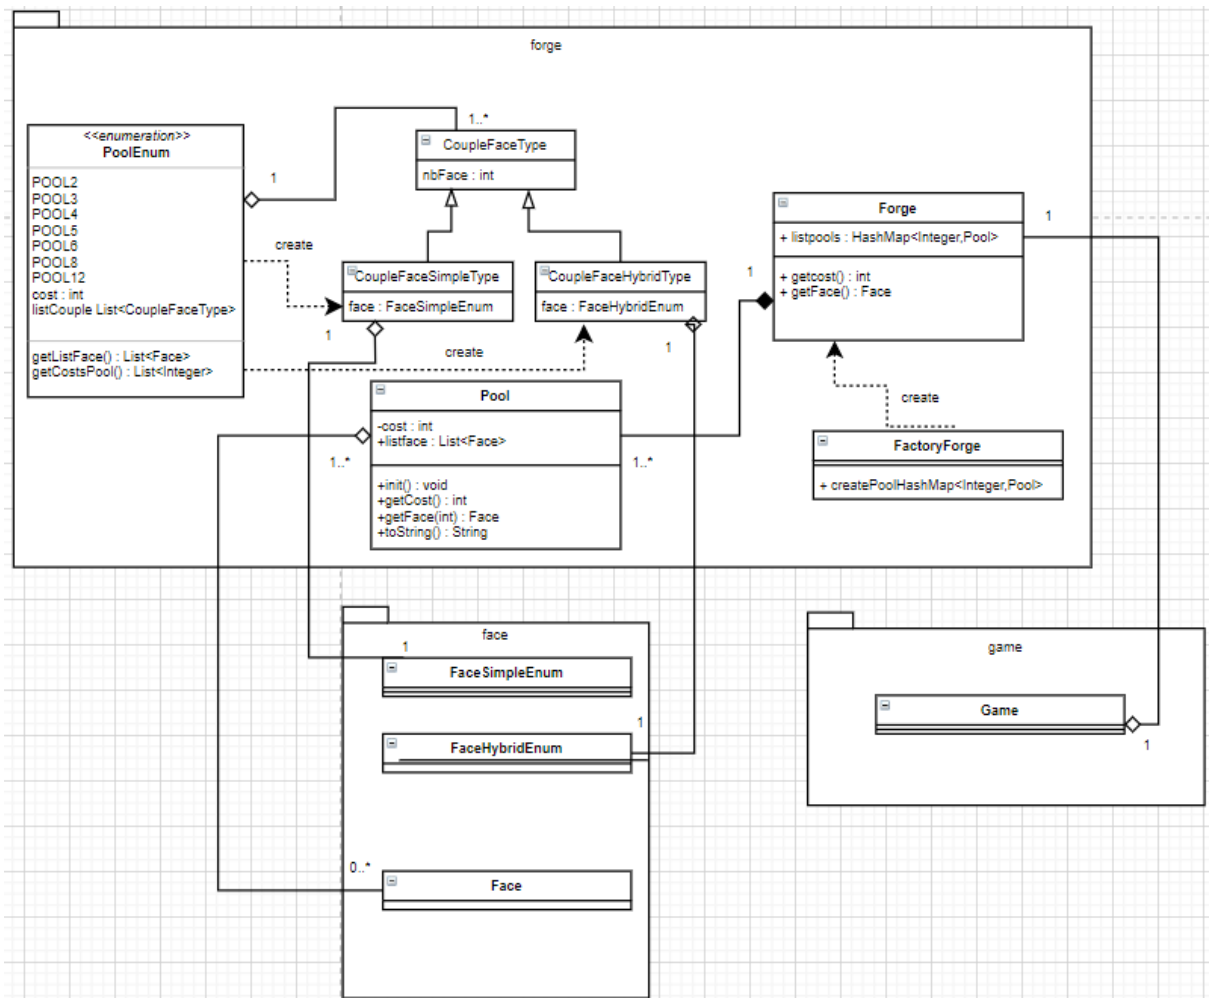 forge
<<enumeration>>
PoolEnum
POOL2
POOL3
POOL4
POOL5
POOL6
POOL8
POOL12
cost : int
listCouple List<CoupleFaceType>
getListFace() : List<Face>
getCostsPool() : List<Integer>
1
1..*
CoupleFaceType
nbFace : int
create
CoupleFaceSimpleType
face : FaceSimpleEnum
1
CoupleFaceHybridType
face : FaceHybridEnum
1
create
Forge
+ listpools : HashMap<Integer,Pool>
+ getcost() : int
+ getFace() : Face
1
1
create
FactoryForge
+ createPoolHashMap<Integer,Pool>
Pool
-cost : int
+listface : List<Face>
+init() : void
+getCost() : int
+getFace(int) : Face
+toString() : String
1..*
1..*
face
1
FaceSimpleEnum
1
FaceHybridEnum
0..*
Face
game
Game
1